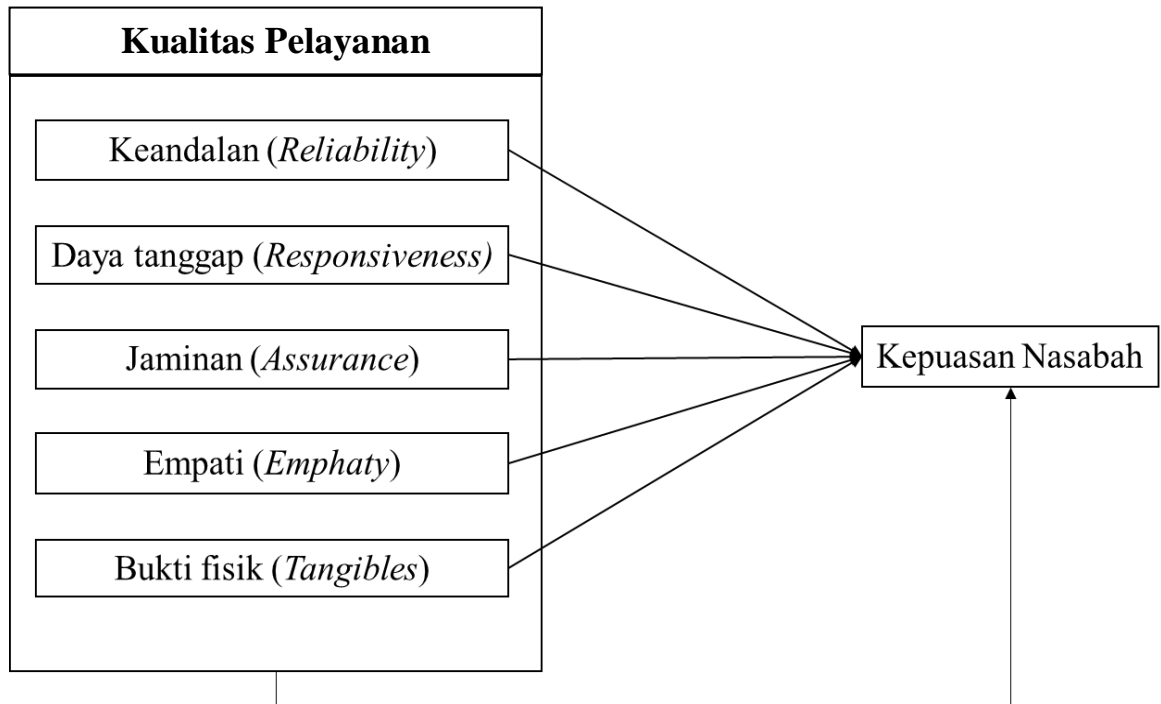 Kualitas Pelayanan
Keandalan (Reliability)
Daya tanggap (Responsiveness)
Jaminan (Assurance)
Empati (Emphaty)
Bukti fisik (Tangibles)
Kepuasan Nasabah